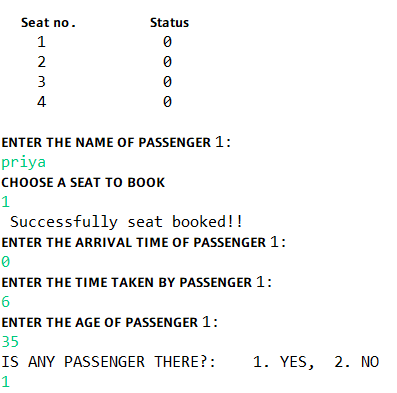 Seat no. Status
1 0
2 0
3 0
4 0
ENTER THE NAME OF PASSENGER 1:
priya
CHOOSE A SEAT TO BOOK
1
Successfully seat booked!!
ENTER THE ARRIVAL TIME OF PASSENGER 1:
0
ENTER THE TIME TAKEN BY PASSENGER 1:
6
ENTER THE AGE OF PASSENGER 1:
35
IS ANY PASSENGER THERE?: 1. YES, 2. NO
1